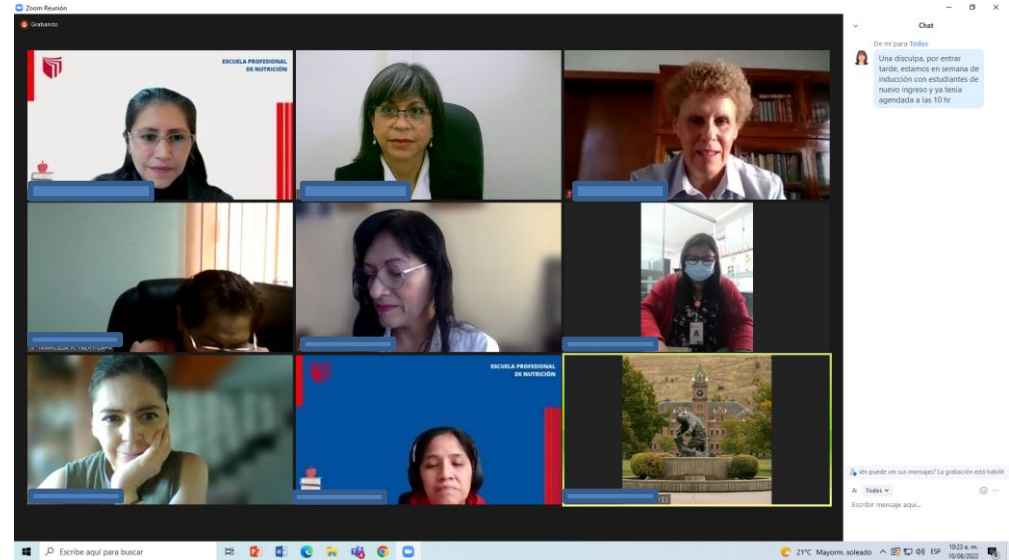 Zoom Reunión
Grabando
ESCUELA PROFESIONAL
DE NUTRICIÓN
ESCUELA PROFESIONAL
DE NUTRICIÓN
Chat
De mí para Todos
Una disculpa, por entrar
tarde, estamos en semana de
inducción con estudiantes de
nuevo ingreso y ya tenía
agendada a las 10 hr
ién puede ver sus mensajes? La grabación está habilit
A: Todos
Escribir mensaje aquí...
Escribe aquí para buscar
21°C Mayorm. soleado
ESP
10:23 a. m.
10/08/2022